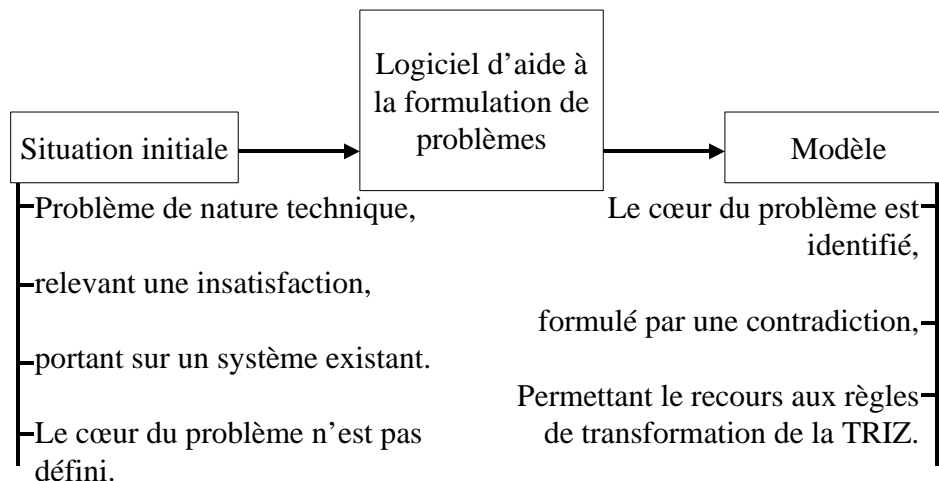 Logiciel d'aide à
la formulation de
problèmes
Situation initiale
Modèle
Problème de nature technique,
relevant une insatisfaction,
portant sur un système existant.
Le cœur du problème n'est pas
défini.
Le cœur du problème est
identifié,
formulé par une contradiction,
Permettant le recours aux règles
de transformation de la TRIZ.